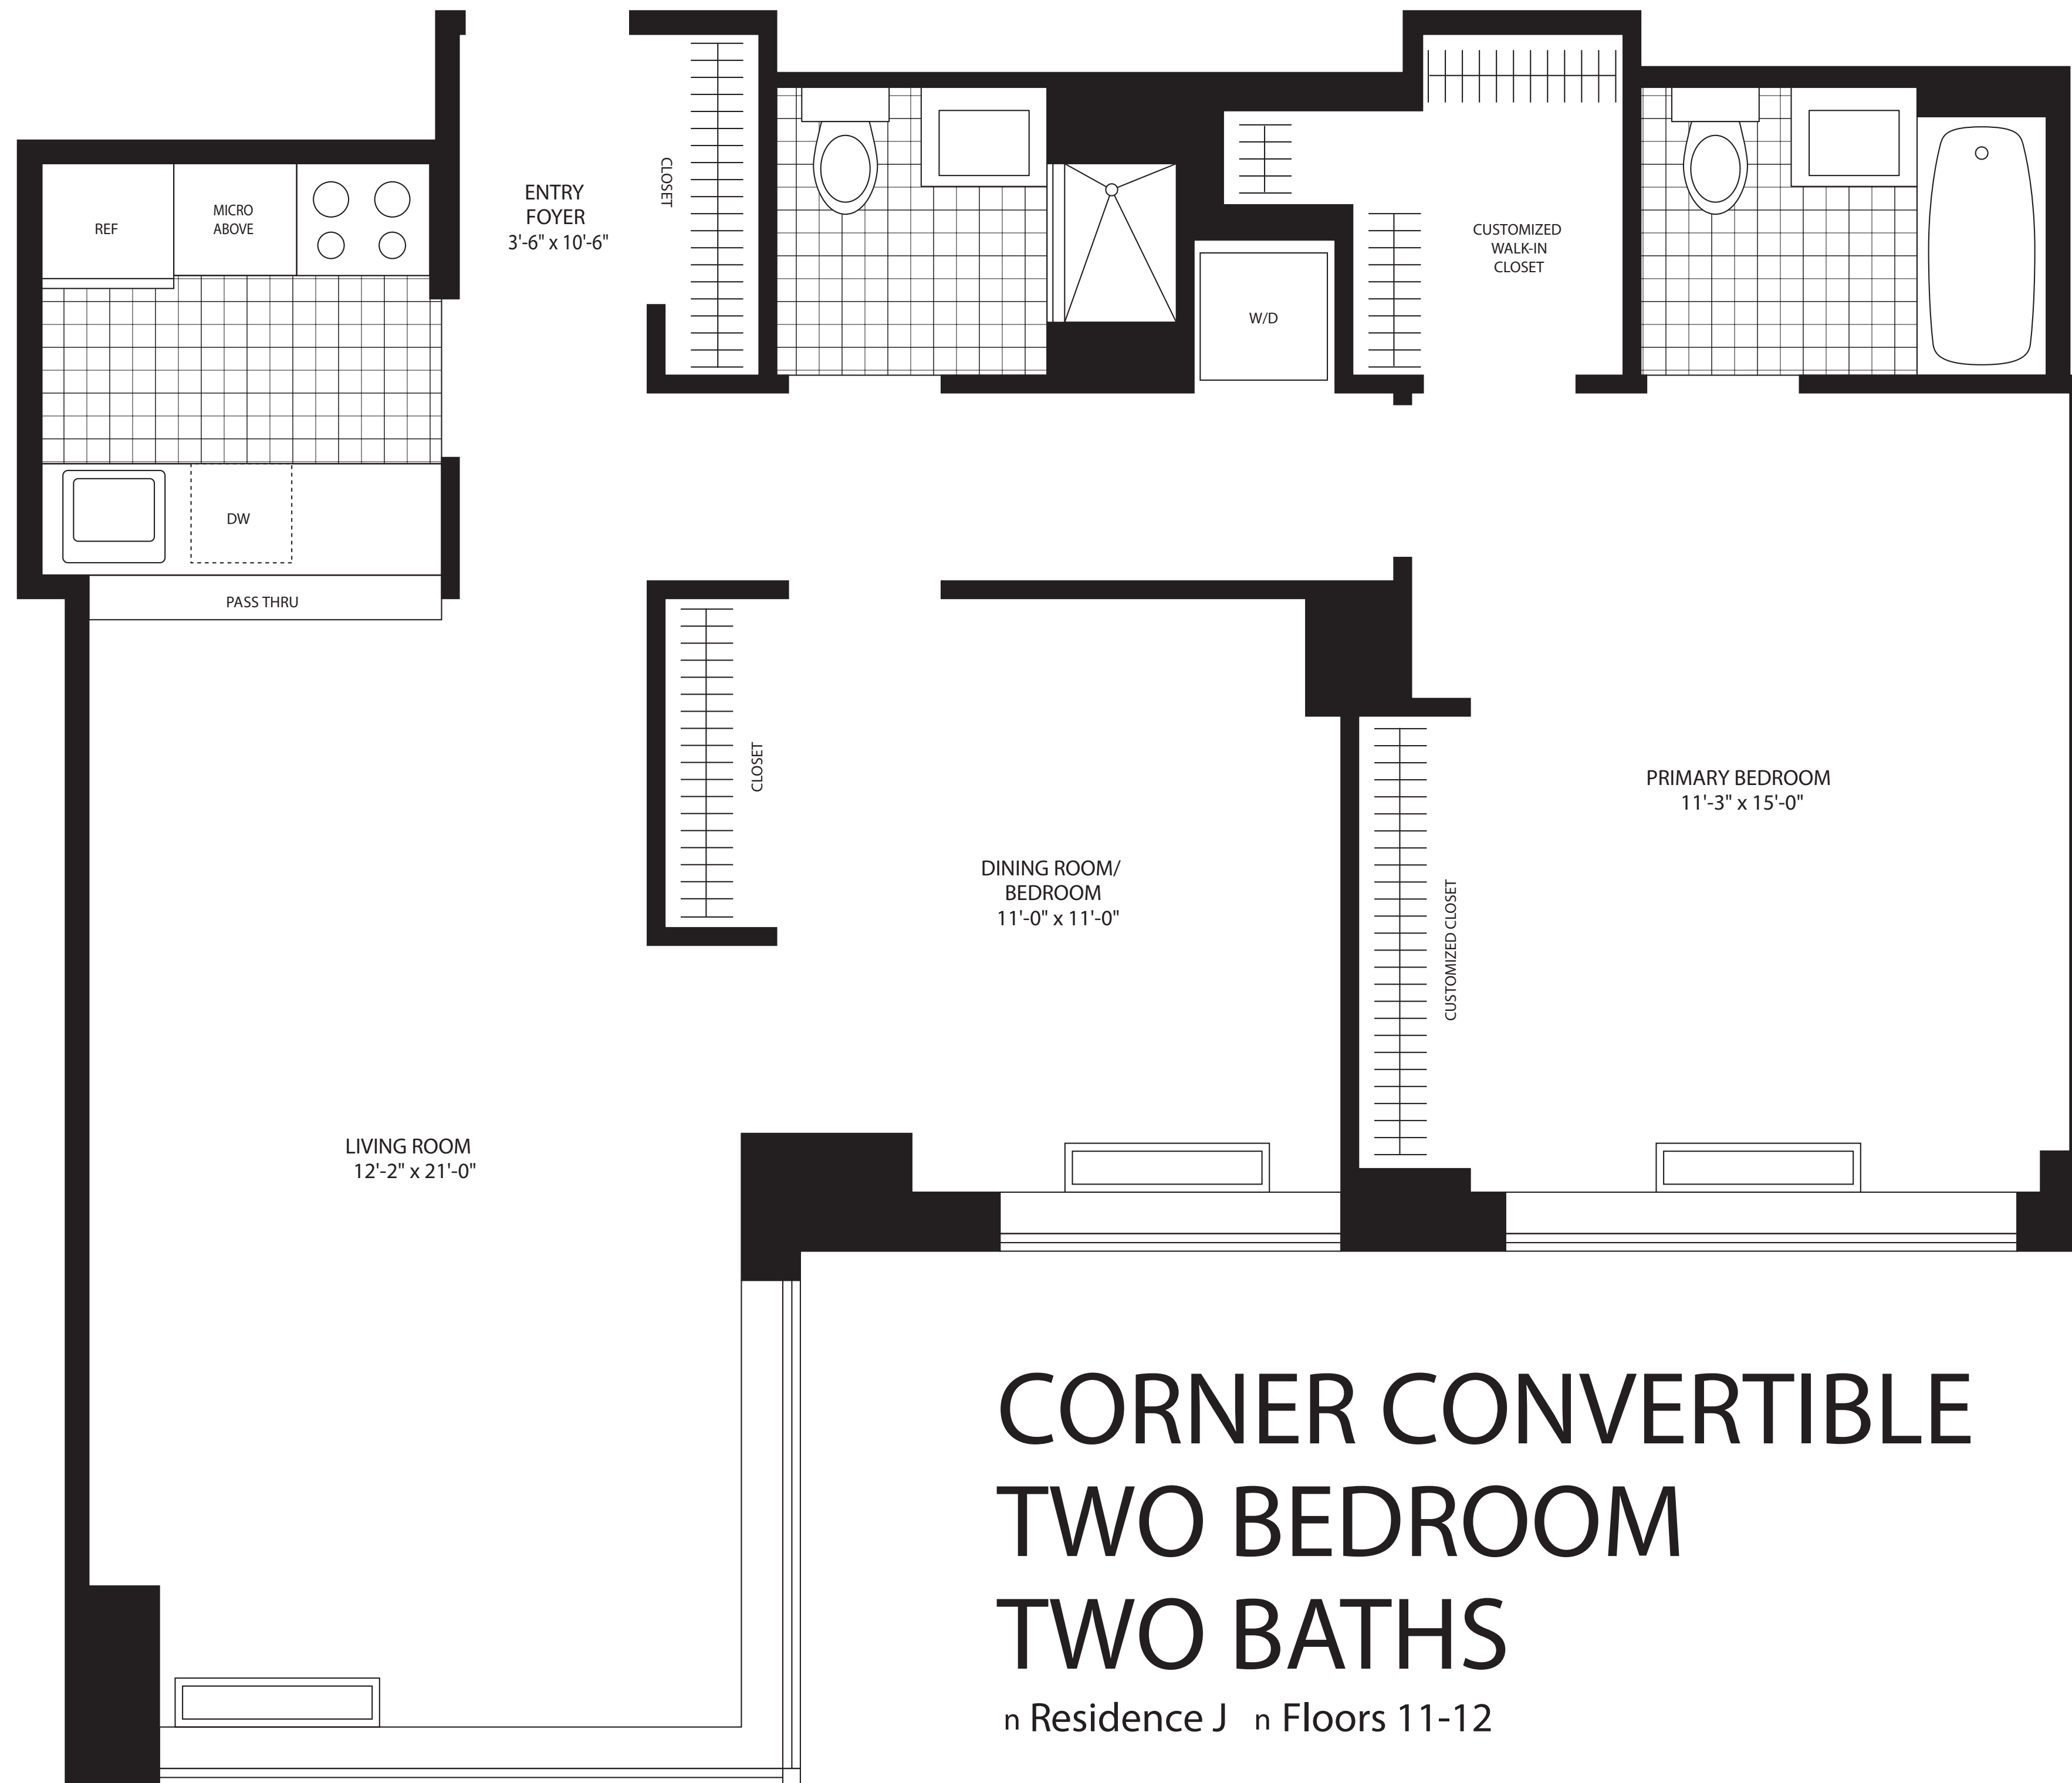 ENTRY
FOYER
3'-6" x 10'-6"
CLOSET
REF
MICRO
ABOVE
CUSTOMIZED
WALK-IN
CLOSET
W/D
DW
PASS THRU
CLOSET
PRIMARY BEDROOM
11'-3" x 15'-0"
DINING ROOM/
BEDROOM
11'-0" x 11'-0"
CUSTOMIZED CLOSET
LIVING ROOM
12'-2" x 21'-0"
CORNER CONVERTIBLE
TWO BEDROOM
TWO BATHS
n Residence J n Floors 11-12